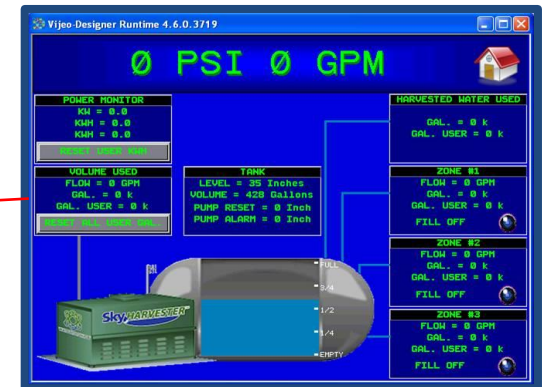 Vijeo-Designer Runtime 4.6.0.3719
0 PSI 0 GPM
POWER MONITOR
KW = 0.0
KWH = 0.0
KWH = 0.0
RESET USER KWH
VOLUME USED
FLOW = 0 GPM
GAL. = 0 k
GAL. USER = 0 k
RESET ALL USER GAL.
TANK
LEVEL = 35 Inches
VOLUME = 428 Gallons
PUMP RESET = 0 Inch
PUMP ALARM = 0 Inch
HARVESTED WATER USED
GAL. = 0 k
GAL. USER = 0 k
ZONE #1
FLOW = 0 GPM
GAL. = 0 k
GAL. USER = 0 k
FILL OFF
ZONE #2
FLOW = 0 GPM
GAL. = 0 k
GAL. USER = 0 k
FILL OFF
ZONE #3
FLOW = 0 GPM
GAL. = 0 k
GAL. USER = 0 k
FILL OFF
FULL
3/4
1/2
1/4
EMPTY
SkyHARVESTER